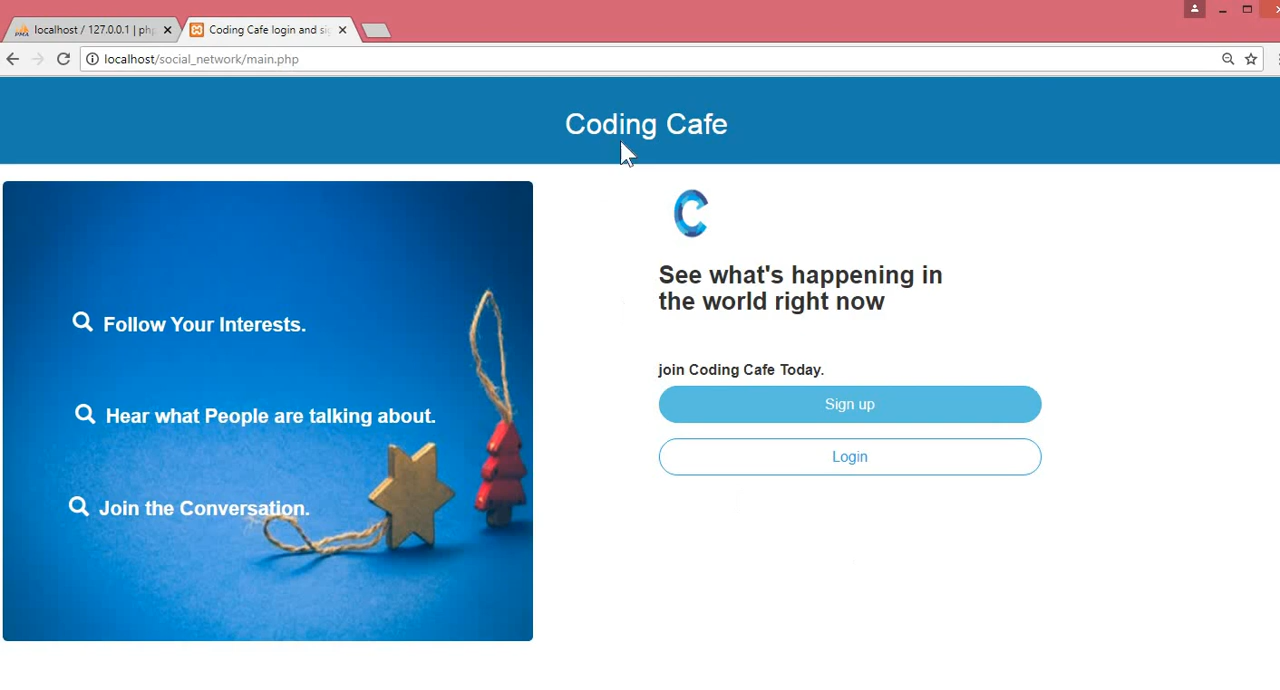 localhost / 127.0.0.1 | php
Coding Cafe login and si
localhost/social_network/main.php
Coding Cafe
C
See what's happening in
the world right now
Follow Your Interests.
join Coding Cafe Today.
Sign up
Hear what People are talking about.
Login
Join the Conversation.